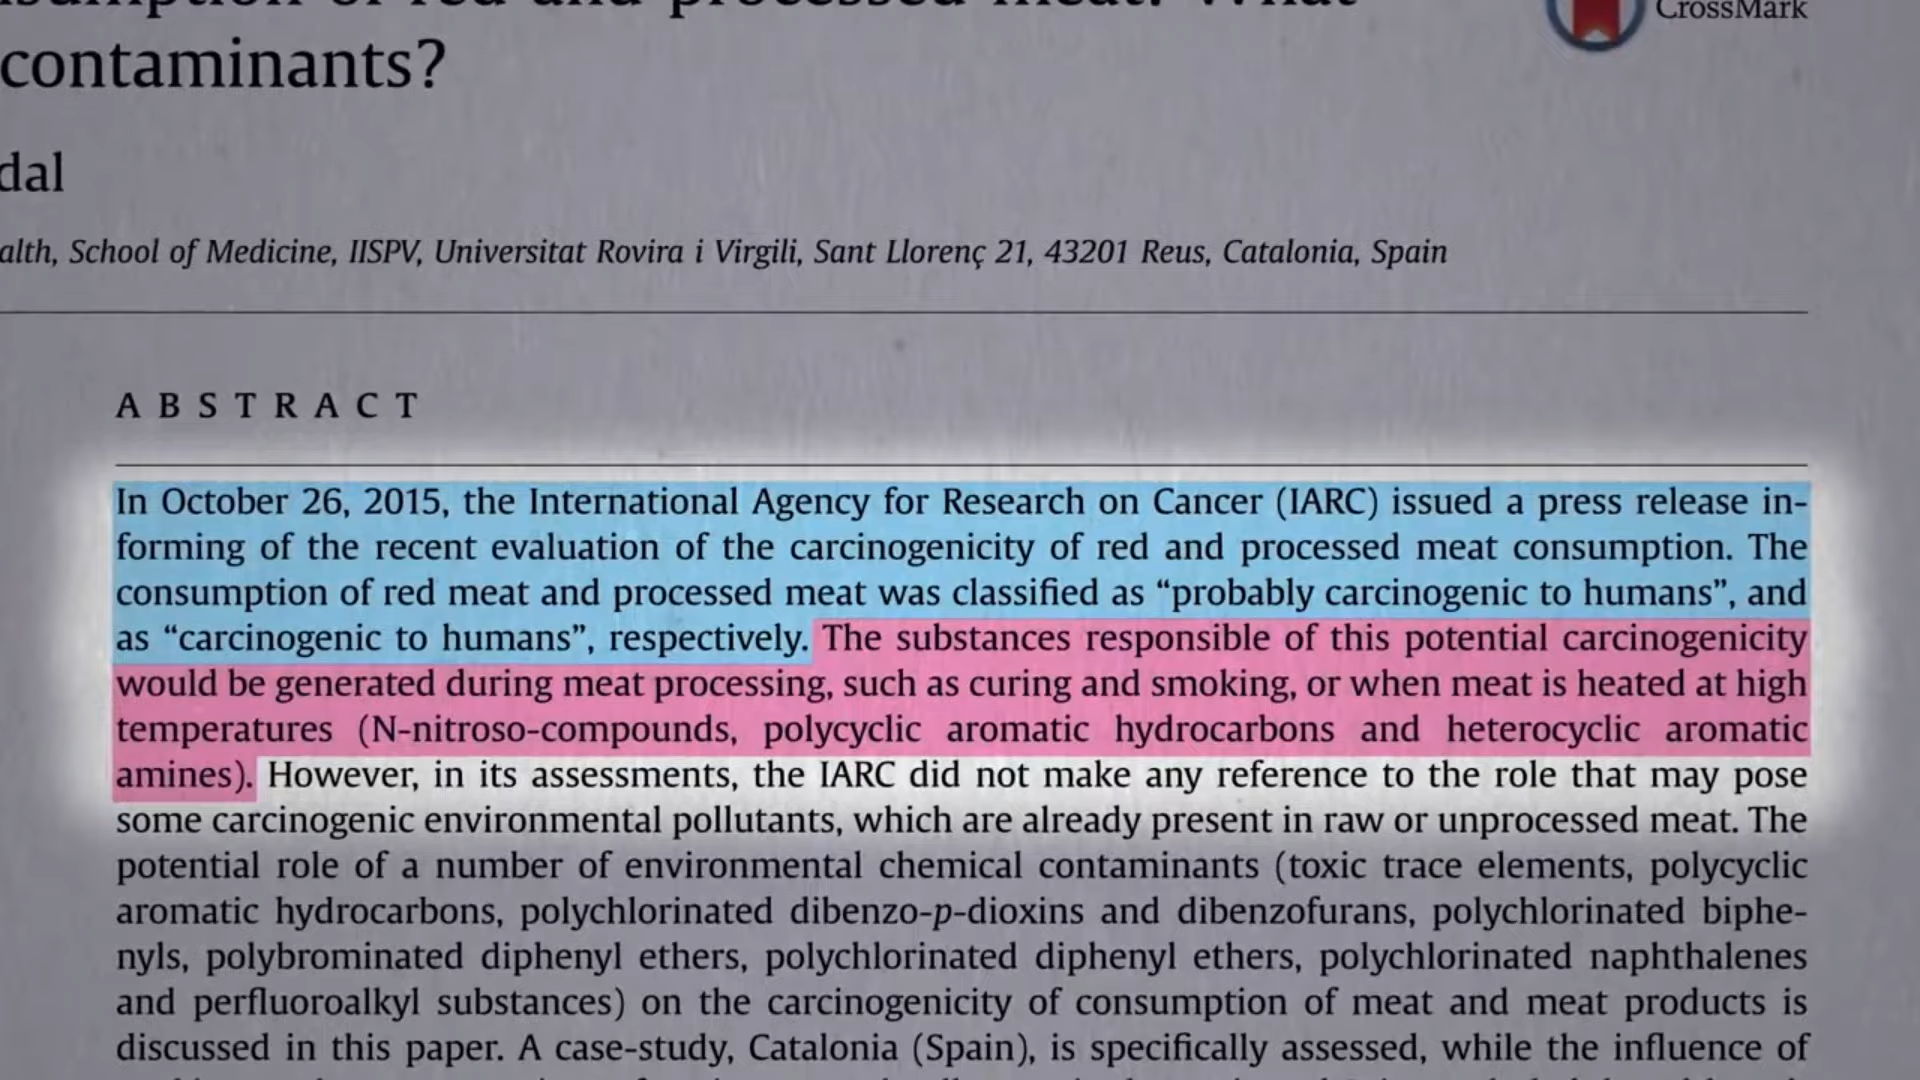 sumption of red and processed meat: What
CrossMark
contaminants?
dal
alth, School of Medicine, IISPV, Universitat Rovira i Virgili, Sant Llorenç 21, 43201 Reus, Catalonia, Spain
ABSTRACT
In October 26, 2015, the International Agency for Research on Cancer (IARC) issued a press release in-
forming of the recent evaluation of the carcinogenicity of red and processed meat consumption. The
consumption of red meat and processed meat was classified as “probably carcinogenic to humans”, and
as “carcinogenic to humans”, respectively. The substances responsible of this potential carcinogenicity
would be generated during meat processing, such as curing and smoking, or when meat is heated at high
temperatures (N-nitroso-compounds, polycyclic aromatic hydrocarbons and heterocyclic aromatic
amines). However, in its assessments, the IARC did not make any reference to the role that may pose
some carcinogenic environmental pollutants, which are already present in raw or unprocessed meat. The
potential role of a number of environmental chemical contaminants (toxic trace elements, polycyclic
aromatic hydrocarbons, polychlorinated dibenzo-p-dioxins and dibenzofurans, polychlorinated biphe-
nyls, polybrominated diphenyl ethers, polychlorinated diphenyl ethers, polychlorinated naphthalenes
and perfluoroalkyl substances) on the carcinogenicity of consumption of meat and meat products is
discussed in this paper. A case-study, Catalonia (Spain), is specifically assessed, while the influence of